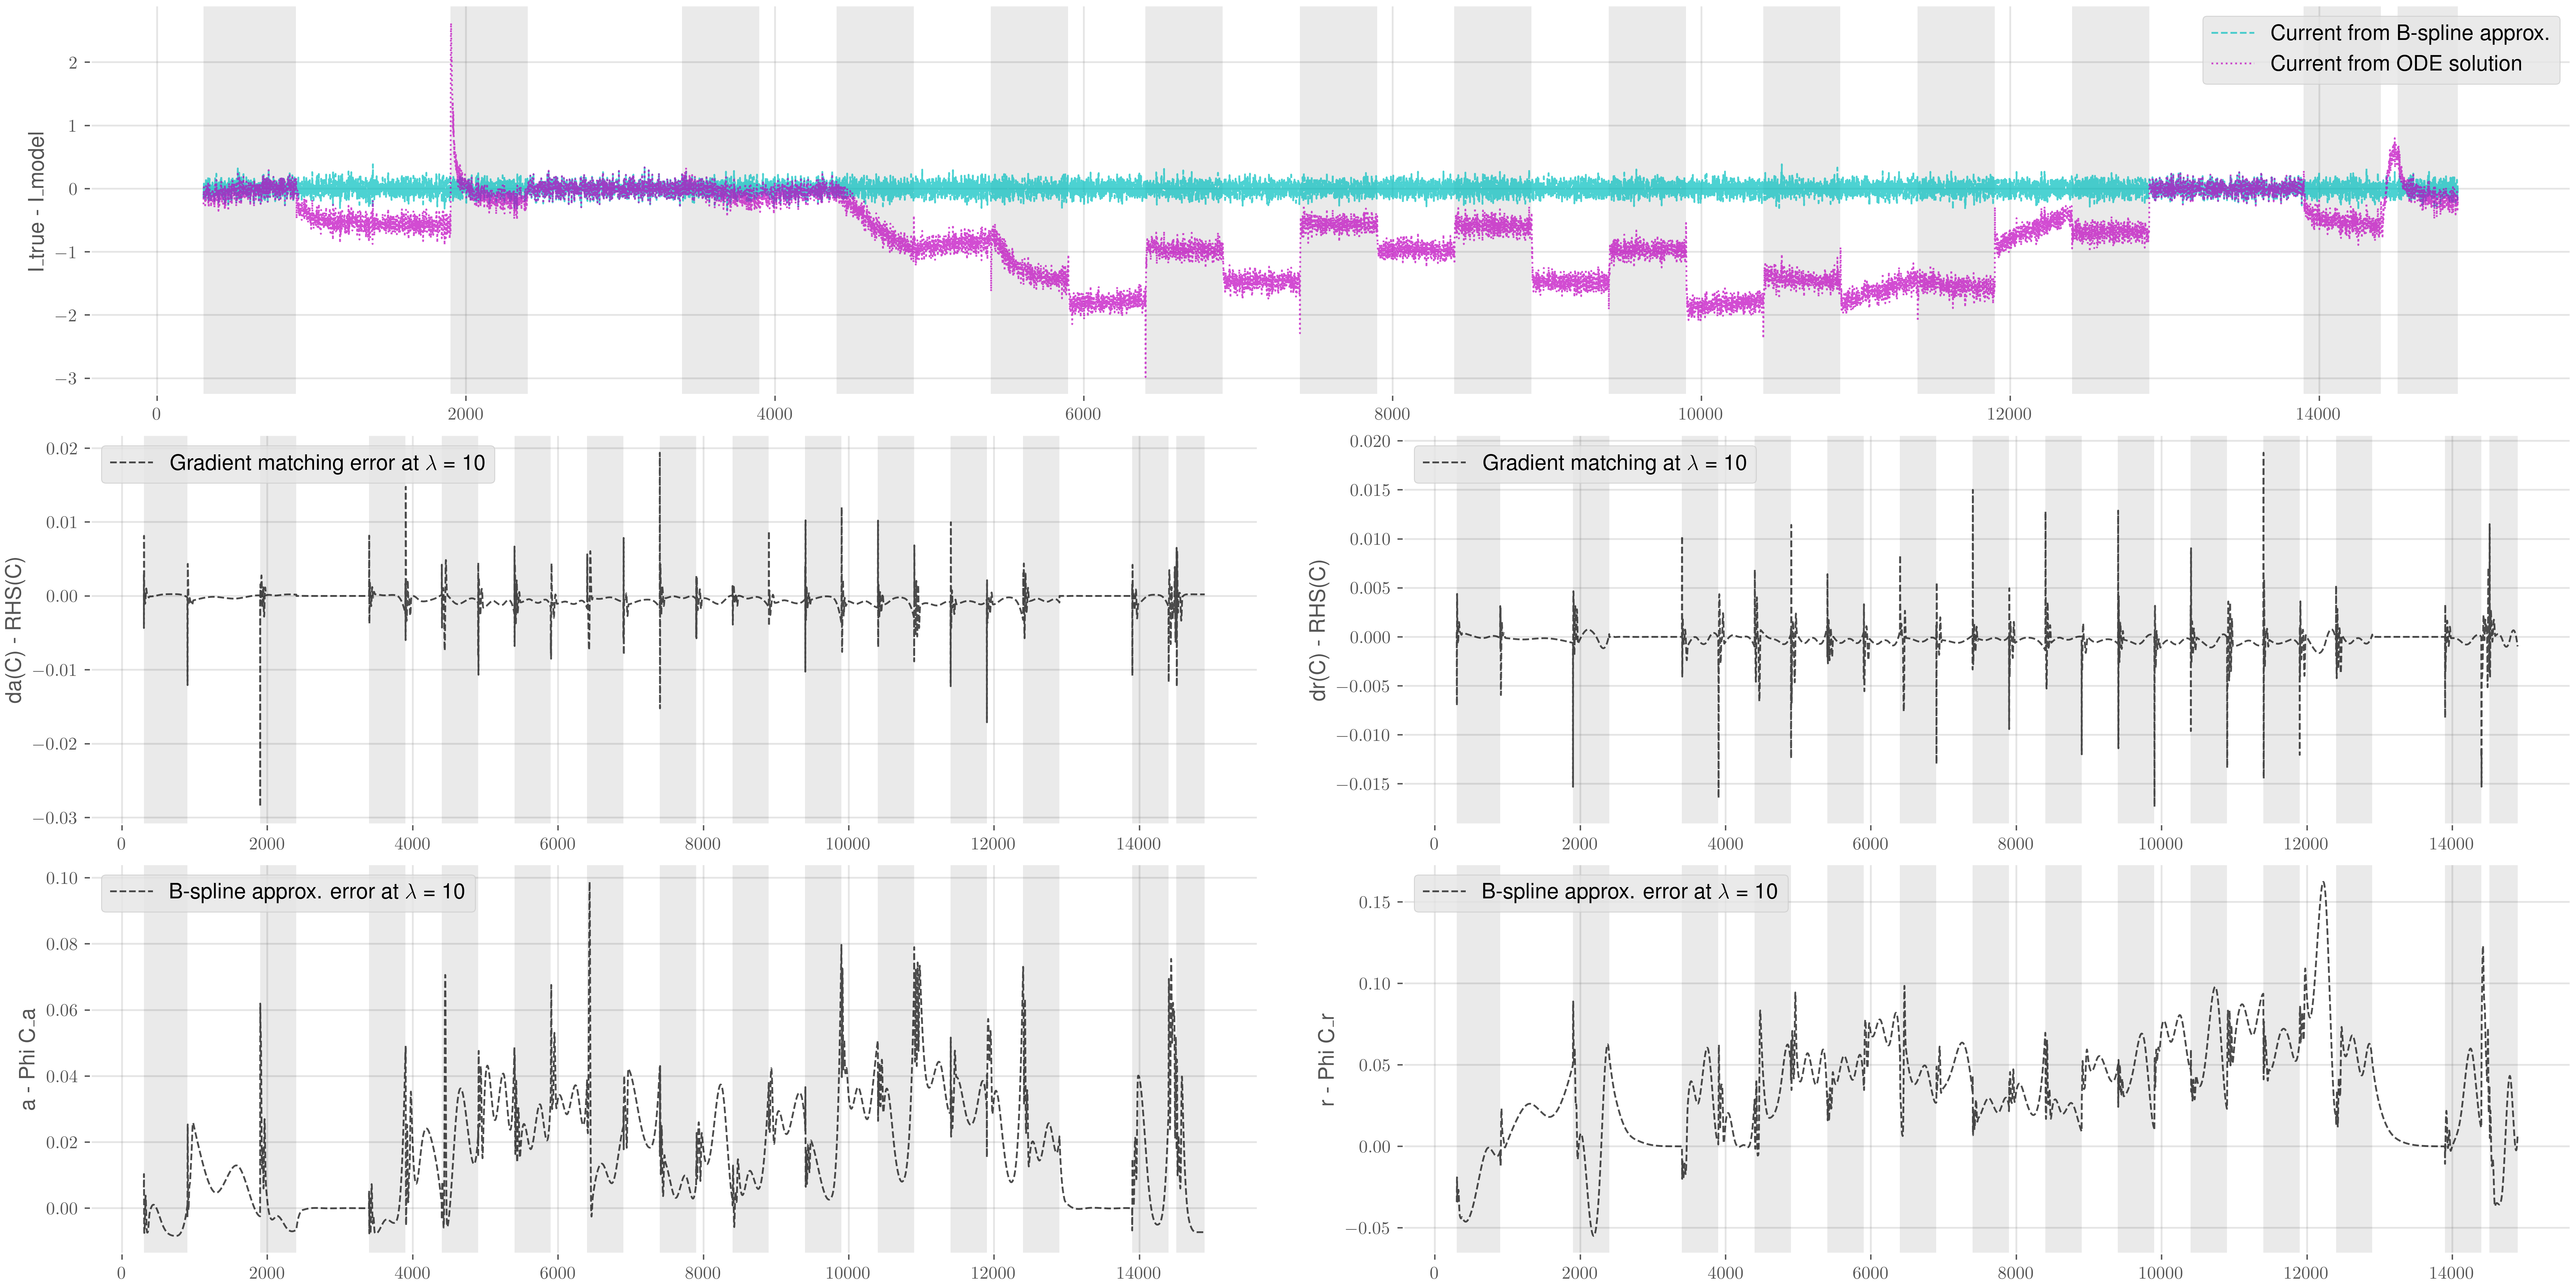 I_true - I_model
2
1
0
−1
−2
−3
Current from B-spline approx.
Current from ODE solution
0 2000 4000 6000 8000 10000 12000 14000
da(C) - RHS(C)
0.02
0.01
0.00
−0.01
−0.02
−0.03
Gradient matching error at λ = 10
0 2000 4000 6000 8000 10000 12000 14000
dr(C) - RHS(C)
0.020
0.015
0.010
0.005
0.000
−0.005
−0.010
−0.015
Gradient matching at λ = 10
0 2000 4000 6000 8000 10000 12000 14000
a - Phi C_a
0.10
0.08
0.06
0.04
0.02
0.00
B-spline approx. error at λ = 10
0 2000 4000 6000 8000 10000 12000 14000
r - Phi C_r
0.15
0.10
0.05
0.00
−0.05
B-spline approx. error at λ = 10
0 2000 4000 6000 8000 10000 12000 14000